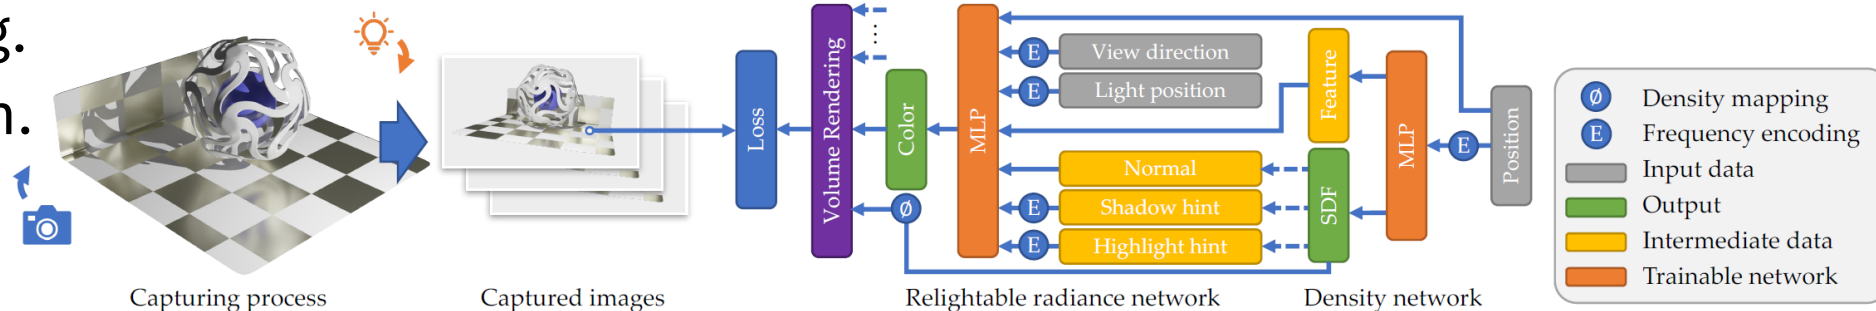 g.
n.
Loss
Volume Rendering
Color
Ø
MLP
E
View direction
E
Light position
Feature
Normal
E
Shadow hint
E
Highlight hint
SDF
MLP
E
Position
Ø Density mapping
E Frequency encoding
Input data
Output
Intermediate data
Trainable network
Capturing process
Captured images
Relightable radiance network
Density network